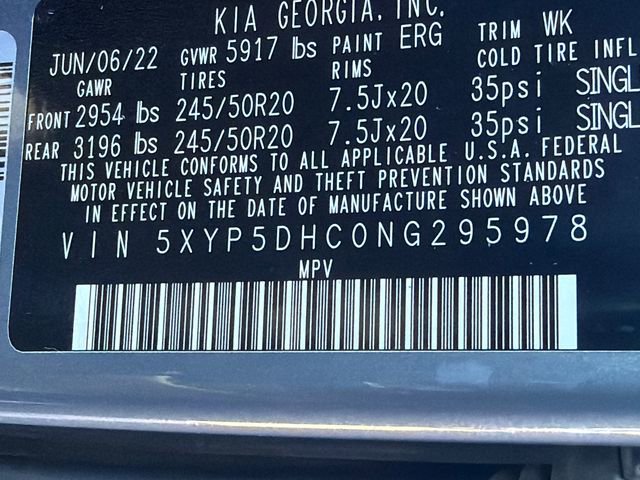 KIA GEORGIA, INC.
JUN/06/22 GVWR 5917 lbs PAINT ERG TRIM WK
GAWR TIRES RIMS COLD TIRE INFL
FRONT 2954 lbs 245/50R20 7.5Jx20 35psi SINGL
REAR 3196 lbs 245/50R20 7.5Jx20 35psi SINGL
THIS VEHICLE CONFORMS TO ALL APPLICABLE U.S.A. FEDERAL
MOTOR VEHICLE SAFETY AND THEFT PREVENTION STANDARDS
IN EFFECT ON THE DATE OF MANUFACTURE SHOWN ABOVE
VIN 5XYP5DHC0NG295978
MPV